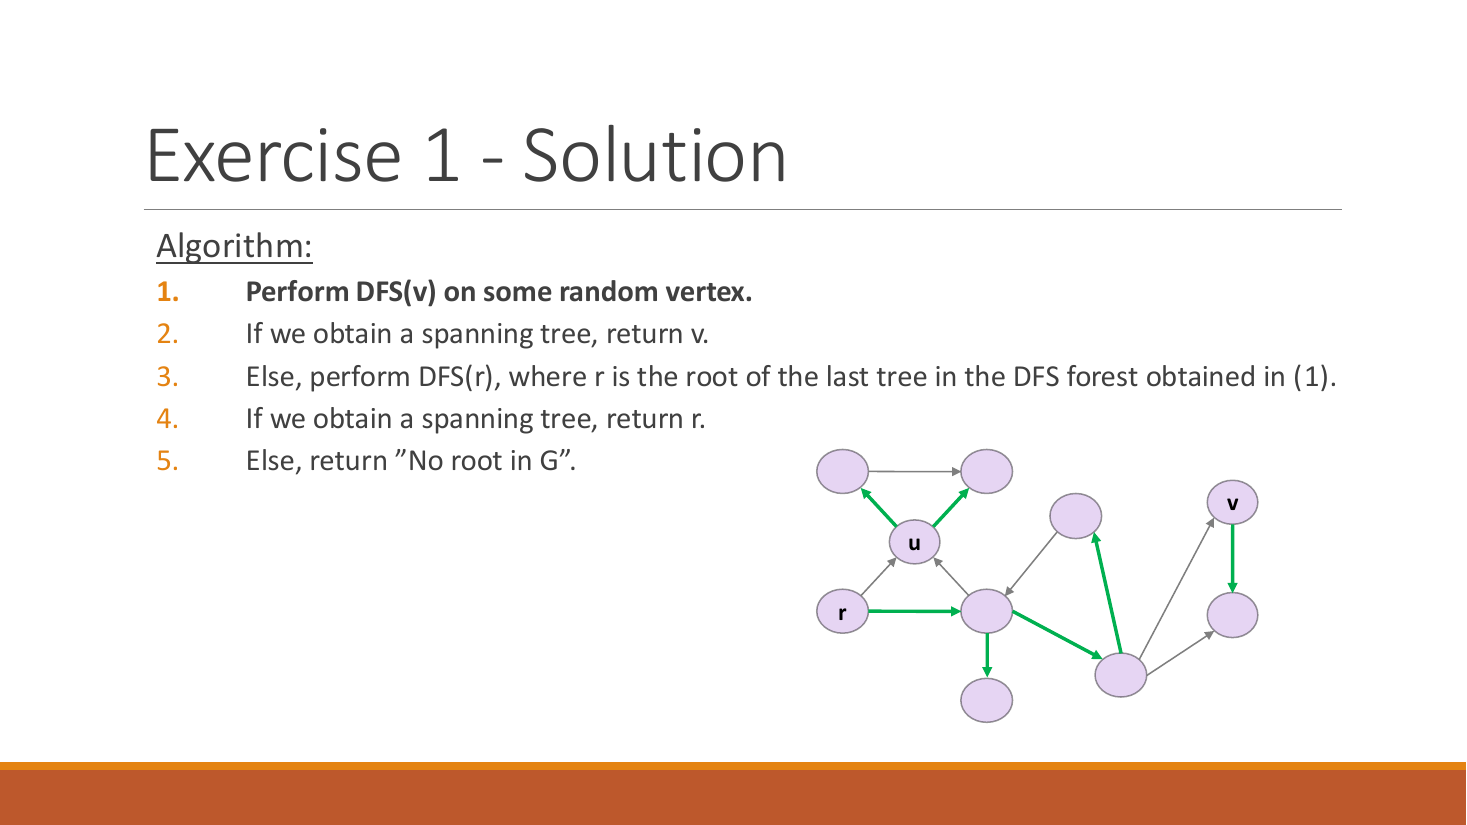 Exercise 1 - Solution
Algorithm:
1. Perform DFS(v) on some random vertex.
2. If we obtain a spanning tree, return v.
3. Else, perform DFS(r), where r is the root of the last tree in the DFS forest obtained in (1).
4. If we obtain a spanning tree, return r.
5. Else, return ”No root in G”.
v
u
r